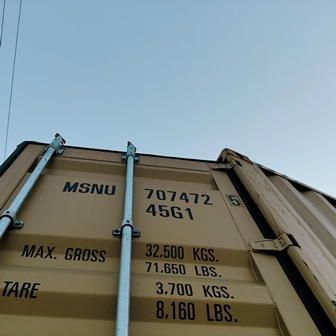 MSNU 707472 5
45G1
MAX. GROSS 32.500 KGS.
71.650 LBS.
TARE 3.700 KGS.
8,160 LBS.